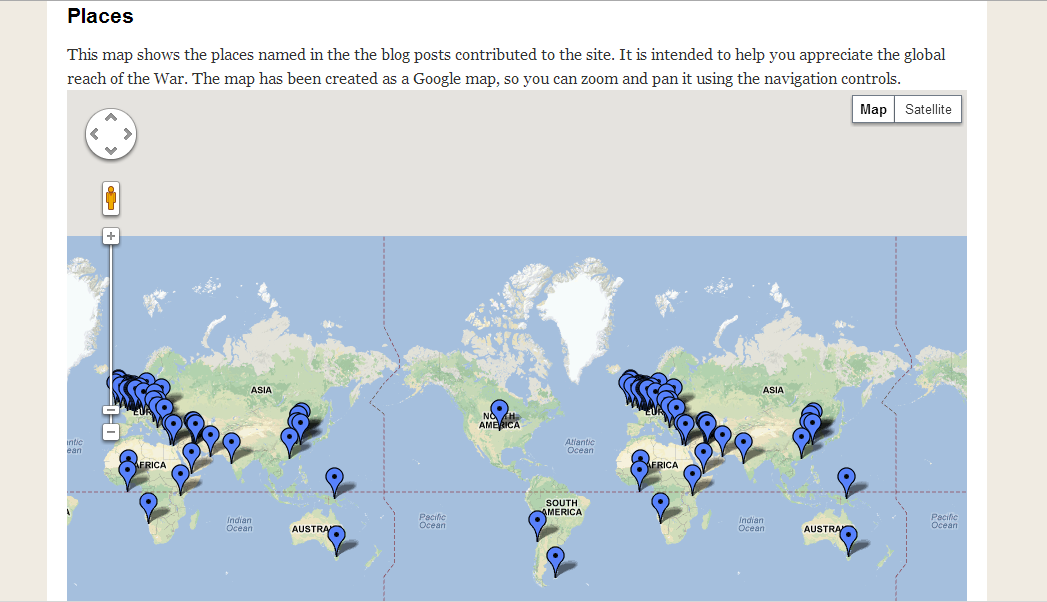 Places
This map shows the places named in the the blog posts contributed to the site. It is intended to help you appreciate the global
reach of the War. The map has been created as a Google map, so you can zoom and pan it using the navigation controls.
Map Satellite
ASIA ASIA
EUR NORTH AMERICA EUR
ntic ean Atlantic Ocean
AFRICA AFRICA
SOUTH AMERICA
Indian Ocean Pacific Ocean Indian Ocean Pacific Ocean
AUSTRA AUSTRA